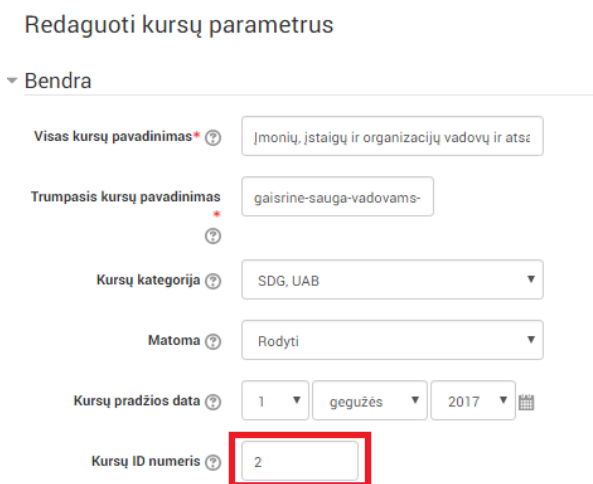 Redaguoti kursų parametrus
Bendra
Visas kursų pavadinimas*
Įmonių, įstaigų ir organizacijų vadovų ir
Trumpasis kursų pavadinimas
*
gaisrine-sauga-vadovams-
Kursų kategorija
SDG, UAB
Matoma
Rodyti
Kursų pradžios data
1 gegužės 2017
Kursų ID numeris
2